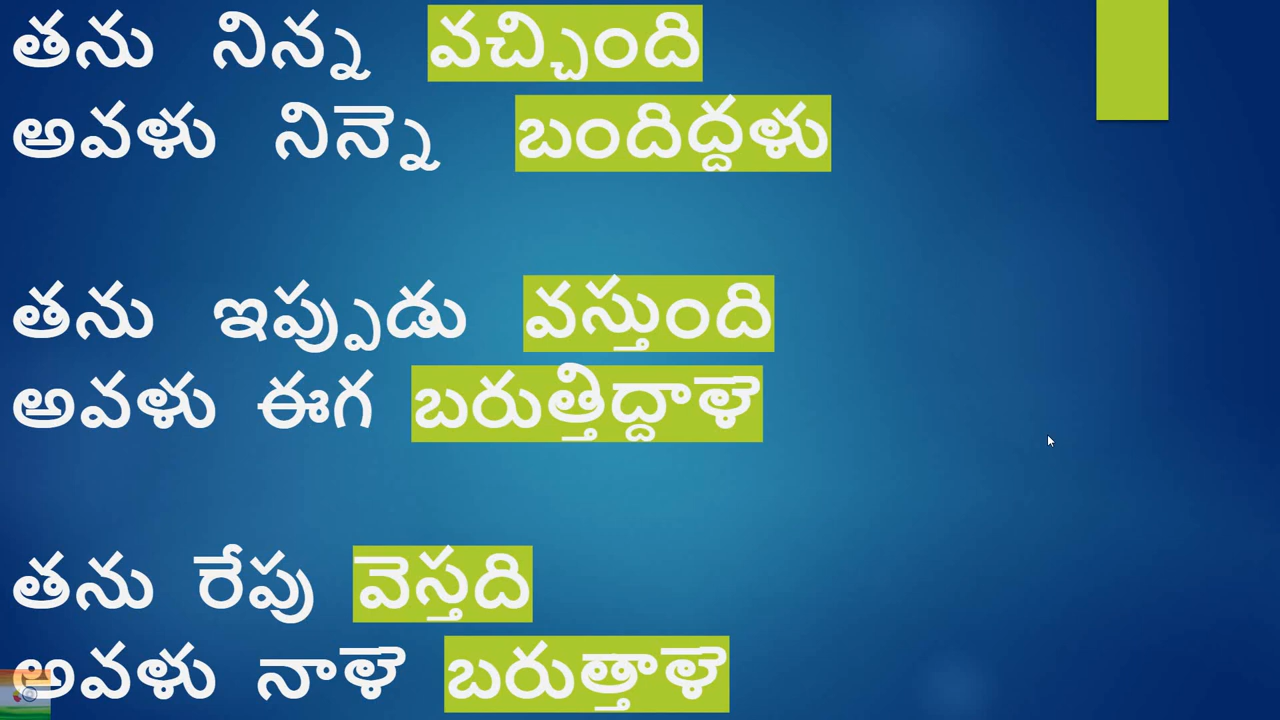 తను నిన్న వచ్చింది
అవళు నిన్నె బందిద్దళు
తను ఇప్పుడు వస్తుంది
అవళు ఈగ బరుత్తిద్దాళె
తను రేపు వెస్తది
అవళు నాళె బరుత్తాళె